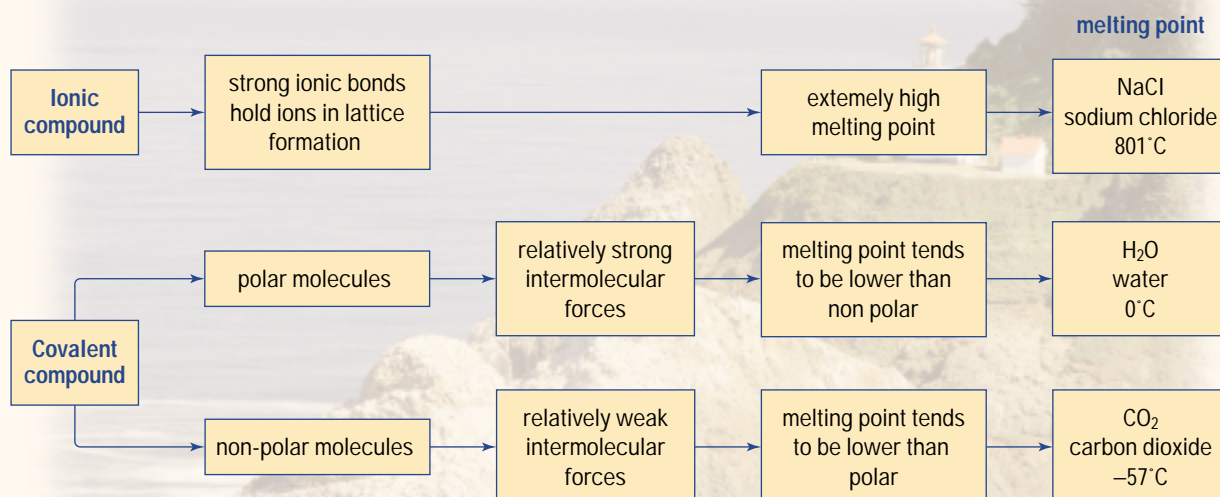 melting point
Ionic
compound
strong ionic bonds
hold ions in lattice
formation
extemely high
melting point
NaCl
sodium chloride
801˚C
Covalent
compound
polar molecules
relatively strong
intermolecular
forces
melting point tends
to be lower than
non polar
H₂O
water
0˚C
non-polar molecules
relatively weak
intermolecular
forces
melting point tends
to be lower than
polar
CO₂
carbon dioxide
–57˚C